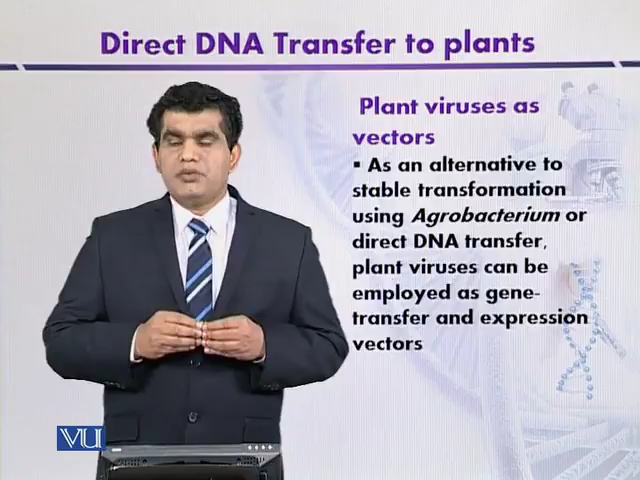 Direct DNA Transfer to plants
Plant viruses as
vectors
▪ As an alternative to
stable transformation
using Agrobacterium or
direct DNA transfer,
plant viruses can be
employed as gene-
transfer and expression
vectors
VU